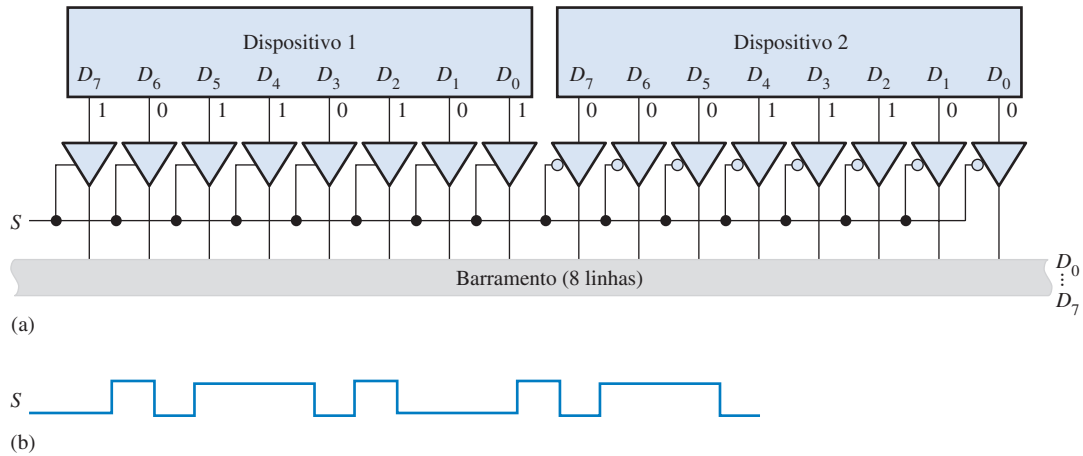 Dispositivo 1 Dispositivo 2
D7 D6 D5 D4 D3 D2 D1 D0 D7 D6 D5 D4 D3 D2 D1 D0
1 0 1 1 0 1 0 1 0 0 0 1 1 1 0 0
S
Barramento (8 linhas)
D0
D7
(a)
S
(b)